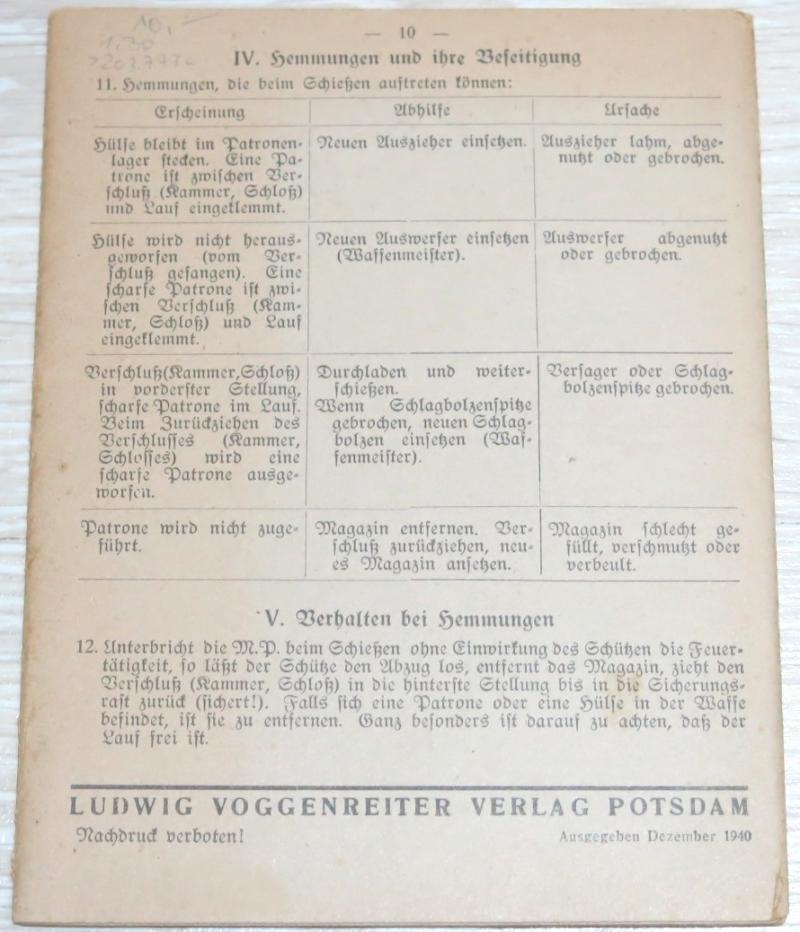 10,-
— 10 —
IV. Hemmungen und ihre Beseitigung
11. Hemmungen, die beim Schießen auftreten können:
Erscheinung
Abhilfe
Ursache
Hülse bleibt im Patronen-
lager stecken. Eine Pa-
trone ist zwischen Ver-
schluß (Kammer, Schloß)
und Lauf eingeklemmt.
Neuen Auszieher einsetzen.
Auszieher lahm, abge-
nutzt oder gebrochen.
Hülse wird nicht heraus-
geworfen (vom Ver-
schluß gefangen). Eine
scharfe Patrone ist zwi-
schen Verschluß (Kam-
mer, Schloß) und Lauf
eingeklemmt.
Neuen Auswerfer einsetzen
(Waffenmeister).
Auswerfer abgenutzt
oder gebrochen.
Verschluß(Kammer,Schloß)
in vorderster Stellung,
scharfe Patrone im Lauf.
Beim Zurückziehen des
Verschlusses (Kammer,
Schlosses) wird eine
scharfe Patrone ausge-
worfen.
Durchladen und weiter-
schießen.
Wenn Schlagbolzenspitze
gebrochen, neuen Schlag-
bolzen einsetzen (Waf-
fenmeister).
Versager oder Schlag-
bolzenspitze gebrochen.
Patrone wird nicht zuge-
führt.
Magazin entfernen. Ver-
schluß zurückziehen, neu-
es Magazin ansetzen.
Magazin schlecht ge-
füllt, verschmutzt oder
verbeult.
V. Verhalten bei Hemmungen
12. Unterbricht die M.P. beim Schießen ohne Einwirkung des Schützen die Feuer-
tätigkeit, so läßt der Schütze den Abzug los, entfernt das Magazin, zieht den
Verschluß (Kammer, Schloß) in die hinterste Stellung bis in die Sicherungs-
rast zurück (sichert!). Falls sich eine Patrone oder eine Hülse in der Waffe
befindet, ist sie zu entfernen. Ganz besonders ist darauf zu achten, daß der
Lauf frei ist.
LUDWIG VOGGENREITER VERLAG POTSDAM
Nachdruck verboten!
Ausgegeben Dezember 1940